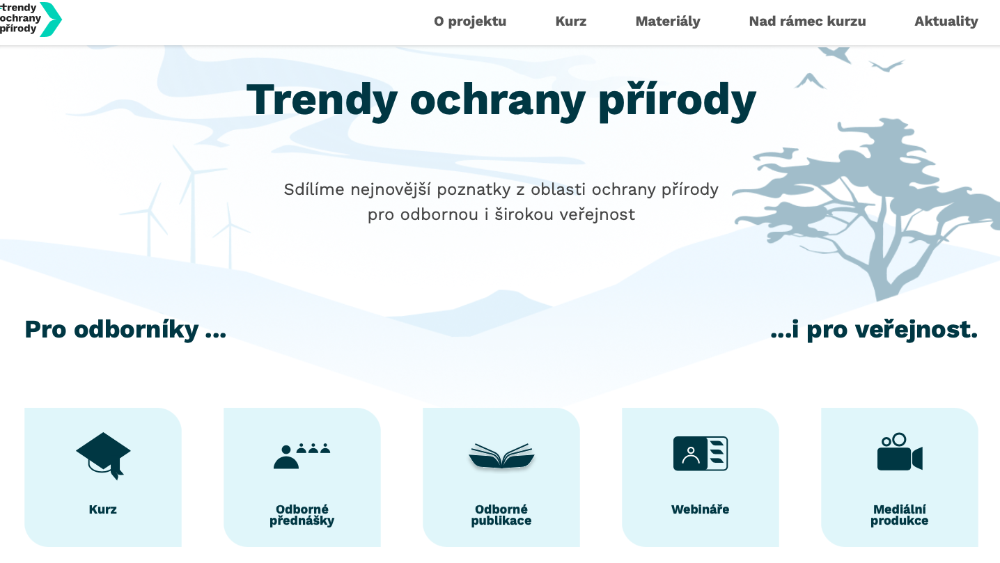 trendy
ochrany
přírody
O projektu
Kurz
Materiály
Nad rámec kurzu
Aktuality
Trendy ochrany přírody
Sdílíme nejnovější poznatky z oblasti ochrany přírody
pro odbornou i širokou veřejnost
Pro odborníky ...
...i pro veřejnost.
Kurz
Odborné
přednášky
Odborné
publikace
Webináře
Mediální
produkce